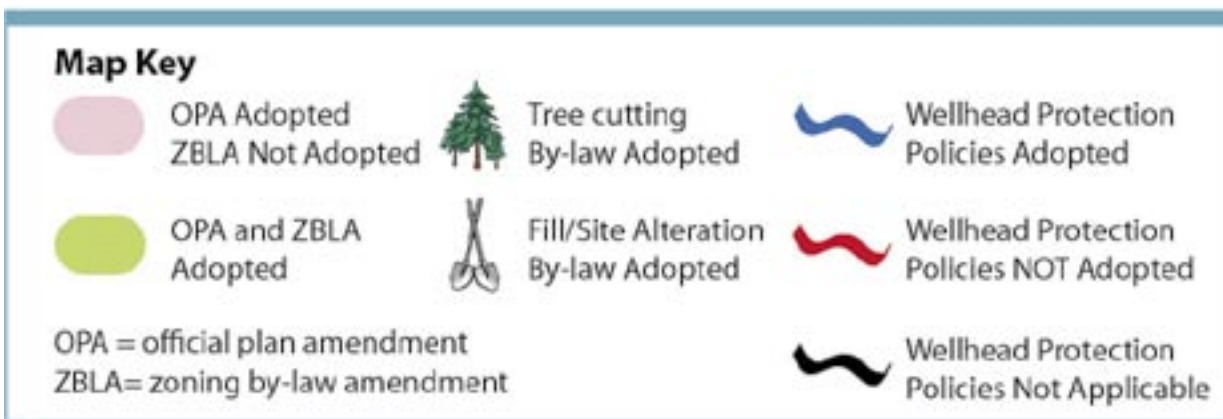 Map Key
OPA Adopted
ZBLA Not Adopted
Tree cutting
By-law Adopted
Wellhead Protection
Policies Adopted
OPA and ZBLA
Adopted
Fill/Site Alteration
By-law Adopted
Wellhead Protection
Policies NOT Adopted
OPA = official plan amendment
ZBLA= zoning by-law amendment
Wellhead Protection
Policies Not Applicable